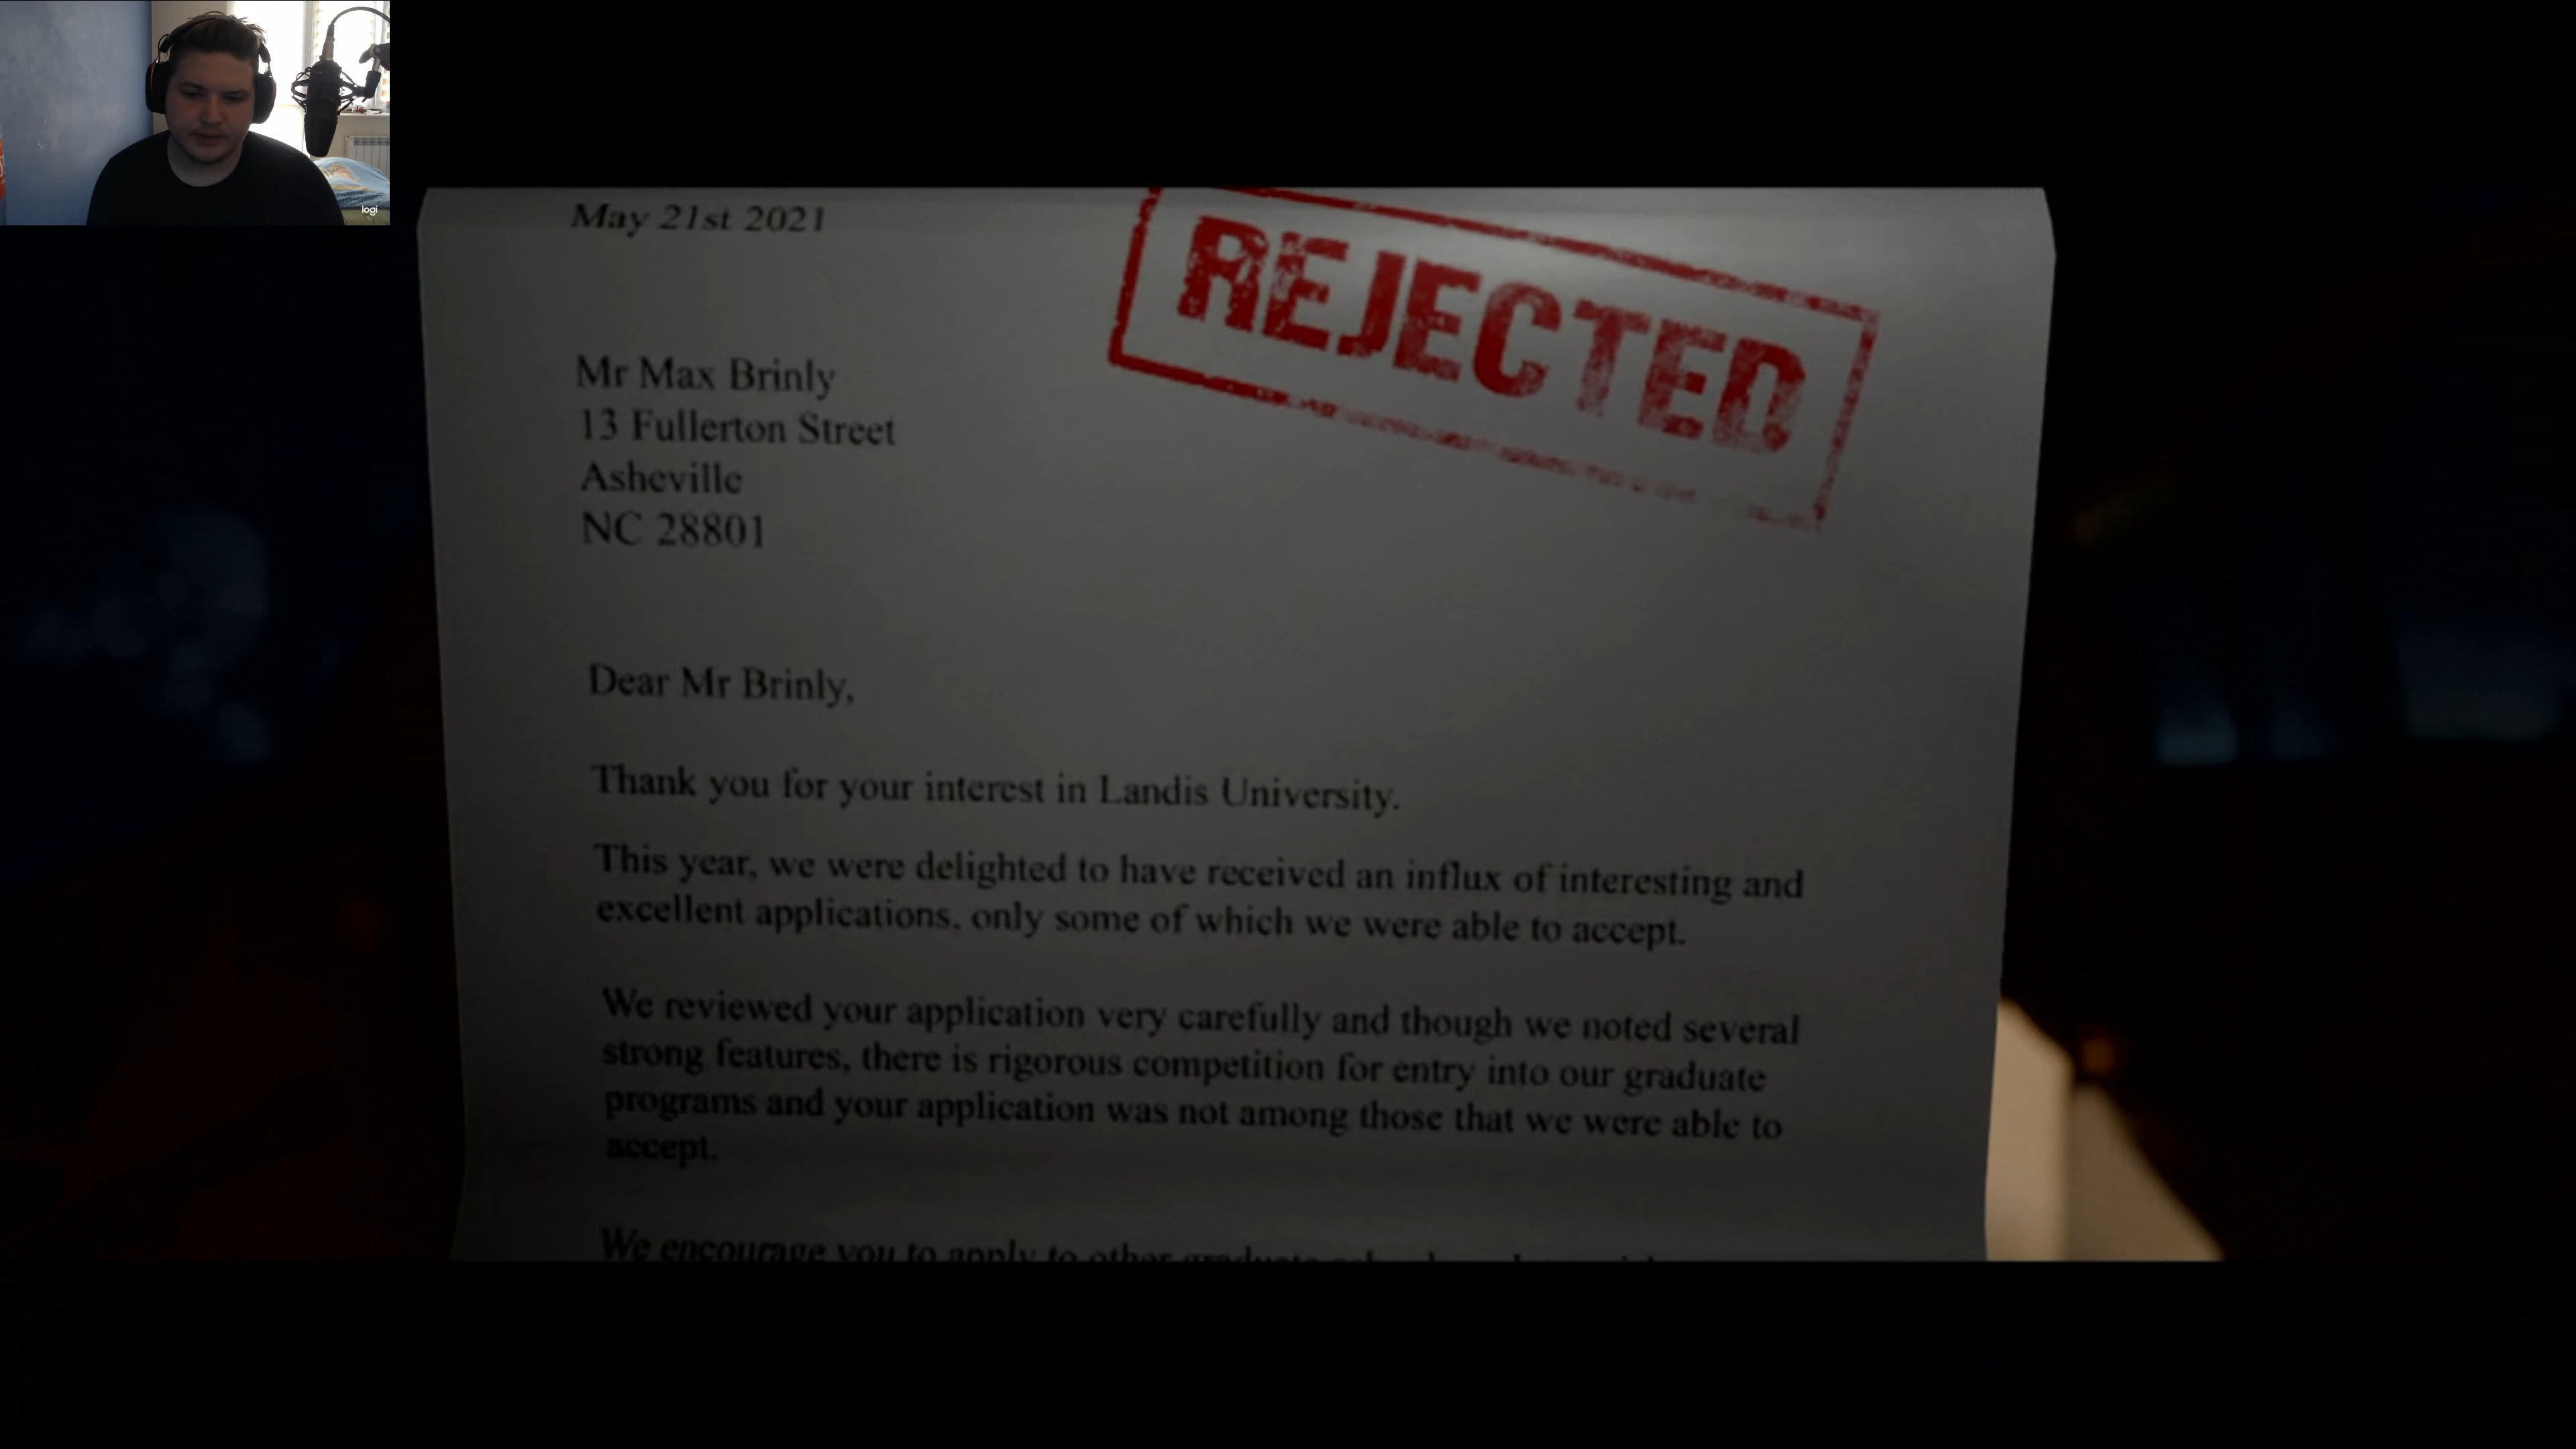 logi
May 21st 2021
REJECTED
Mr Max Brinly
13 Fullerton Street
Asheville
NC 28801
Dear Mr Brinly,
Thank you for your interest in Landis University.
This year, we were delighted to have received an influx of interesting and
excellent applications, only some of which we were able to accept.
We reviewed your application very carefully and though we noted several
strong features, there is rigorous competition for entry into our graduate
programs and your application was not among those that we were able to
accept.
We encourage you to apply to other graduate